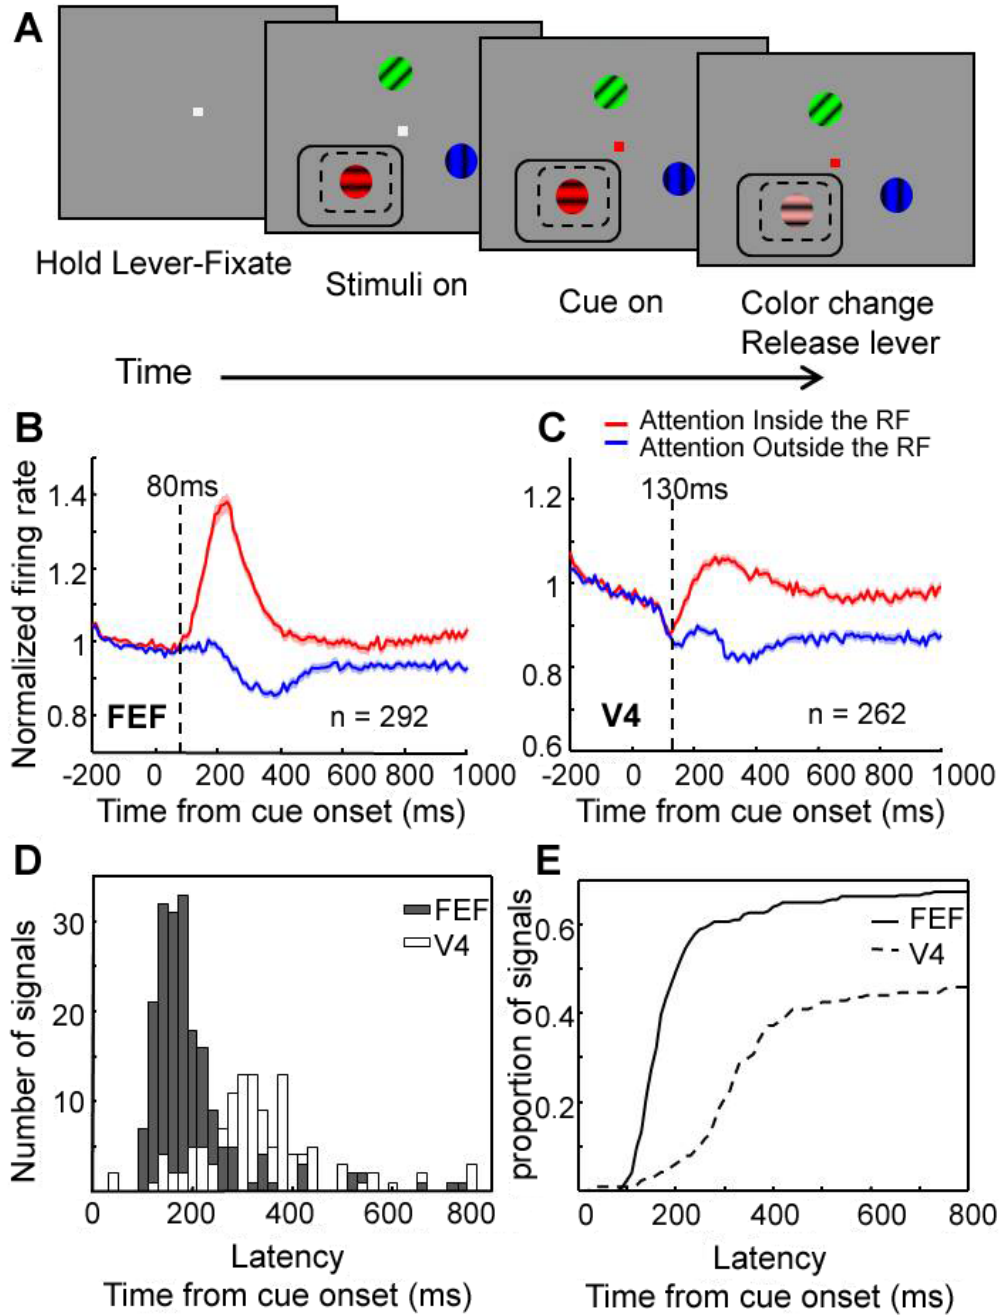 A
Hold Lever-Fixate
Stimuli on
Cue on
Color change
Release lever
Time
B
Normalized firing rate
1.4
1.2
1
0.8
80ms
FEF
n = 292
-200 0 200 400 600 800 1000
Time from cue onset (ms)
C
Attention Inside the RF
Attention Outside the RF
1.2
1
0.8
0.6
130ms
V4
n = 262
-200 0 200 400 600 800 1000
Time from cue onset (ms)
D
Number of signals
30
20
10
FEF
V4
0 200 400 600 800
Latency
Time from cue onset (ms)
E
proportion of signals
0.6
0.4
0.2
FEF
V4
0 200 400 600 800
Latency
Time from cue onset (ms)